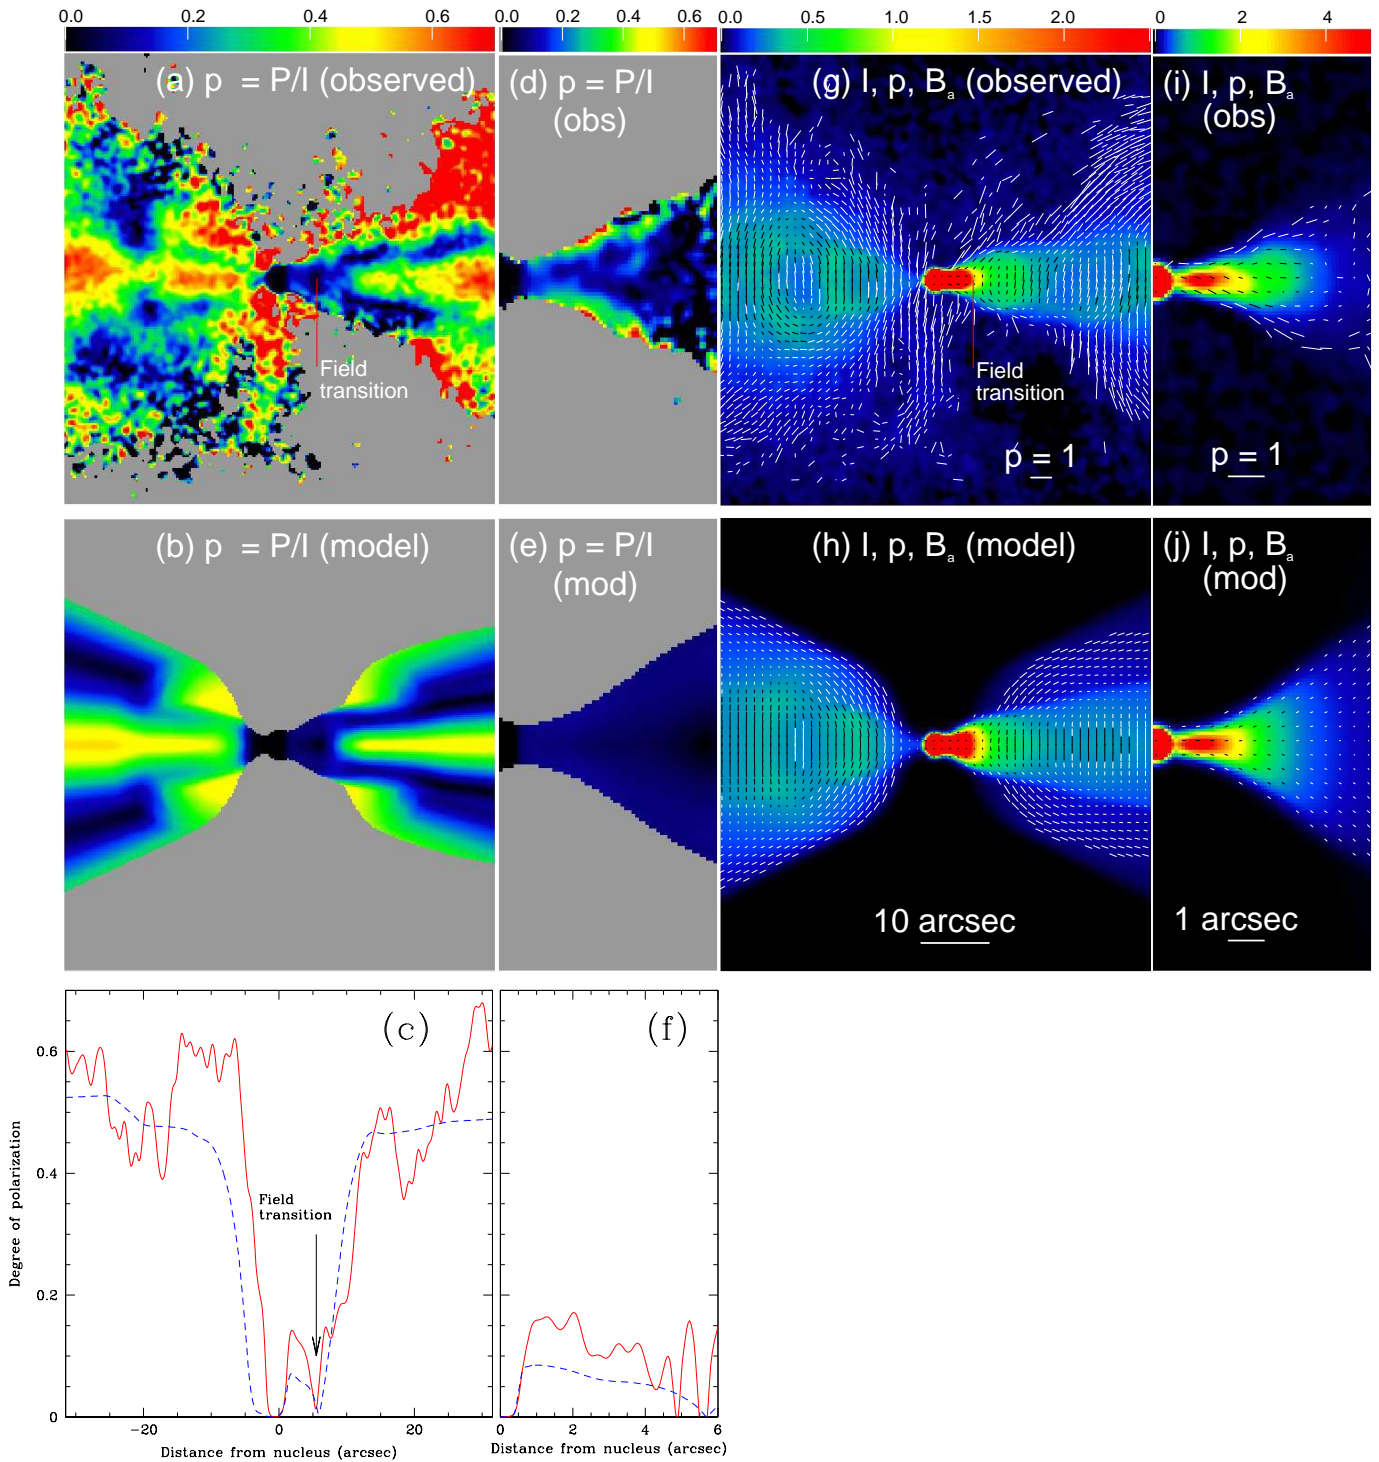 0.0 0.2 0.4 0.6
0.0 0.2 0.4 0.6
0.0 0.5 1.0 1.5 2.0
0 2 4
(a) p = P/I (observed)
(d) p = P/I
(obs)
(g) I, p, Bₐ (observed)
(i) I, p, Bₐ
(obs)
Field
transition
Field
transition
p = 1
p = 1
(b) p = P/I (model)
(e) p = P/I
(mod)
(h) I, p, Bₐ (model)
(j) I, p, Bₐ
(mod)
10 arcsec
1 arcsec
(c)
(f)
Degree of polarization
0.6
0.4
0.2
0
Field
transition
−20 0 20
0 2 4 6
Distance from nucleus (arcsec)
Distance from nucleus (arcsec)